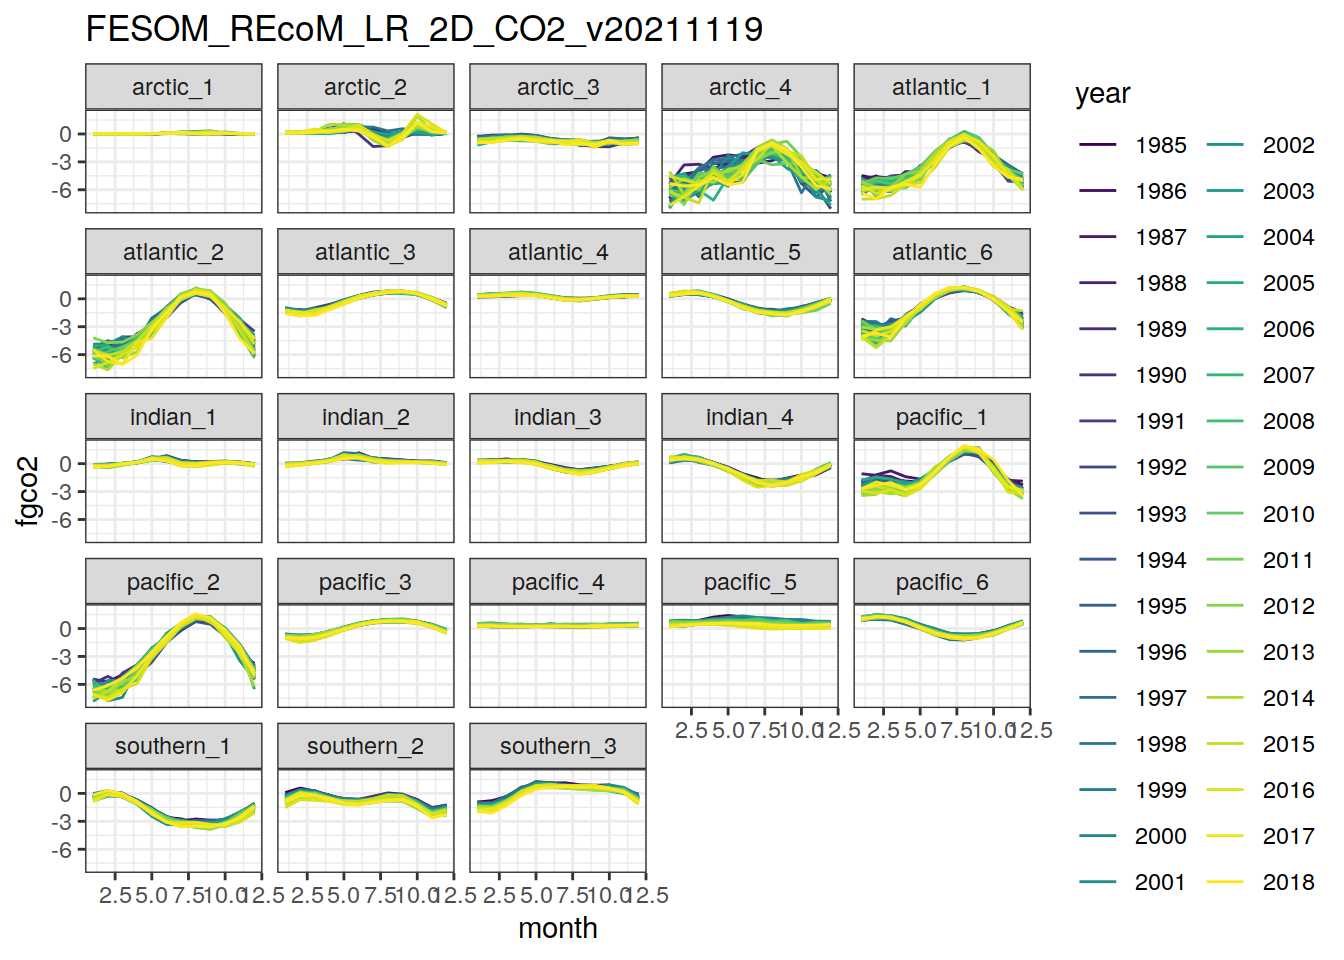 FESOM_REcoM_LR_2D_CO2_v20211119
arctic_1 arctic_2 arctic_3 arctic_4 atlantic_1
0
-3
-6
atlantic_2 atlantic_3 atlantic_4 atlantic_5 atlantic_6
0
-3
-6
indian_1 indian_2 indian_3 indian_4 pacific_1
0
-3
-6
pacific_2 pacific_3 pacific_4 pacific_5 pacific_6
0
-3
-6
2.5 5.0 7.5 10.0 12.5 2.5 5.0 7.5 10.0 12.5
southern_1 southern_2 southern_3
0
-3
-6
2.5 5.0 7.5 10.0 12.5 2.5 5.0 7.5 10.0 12.5 2.5 5.0 7.5 10.0 12.5
month
fgco2
year
1985 2002
1986 2003
1987 2004
1988 2005
1989 2006
1990 2007
1991 2008
1992 2009
1993 2010
1994 2011
1995 2012
1996 2013
1997 2014
1998 2015
1999 2016
2000 2017
2001 2018